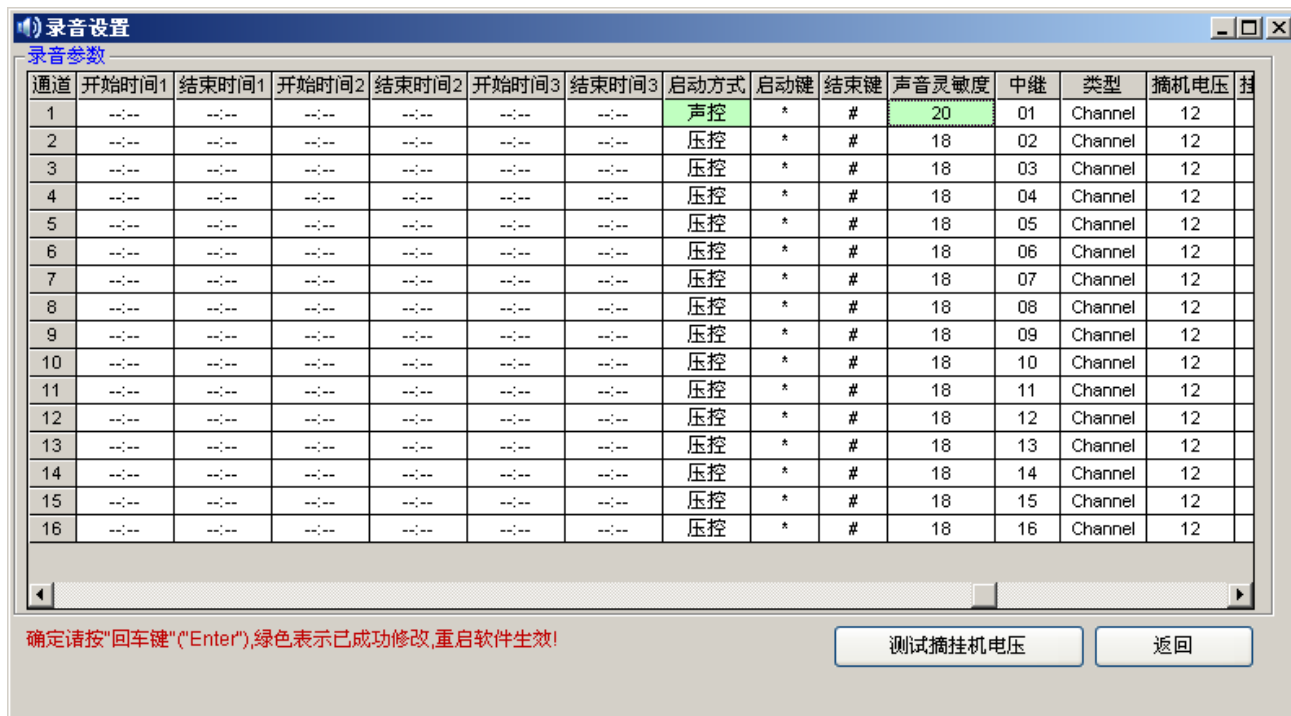 录音设置
录音参数
通道 开始时间1 结束时间1 开始时间2 结束时间2 开始时间3 结束时间3 启动方式 启动键 结束键 声音灵敏度 中继 类型 摘机电压 挂
1 --:-- --:-- --:-- --:-- --:-- --:-- 声控 * # 20 01 Channel 12
2 --:-- --:-- --:-- --:-- --:-- --:-- 压控 * # 18 02 Channel 12
3 --:-- --:-- --:-- --:-- --:-- --:-- 压控 * # 18 03 Channel 12
4 --:-- --:-- --:-- --:-- --:-- --:-- 压控 * # 18 04 Channel 12
5 --:-- --:-- --:-- --:-- --:-- --:-- 压控 * # 18 05 Channel 12
6 --:-- --:-- --:-- --:-- --:-- --:-- 压控 * # 18 06 Channel 12
7 --:-- --:-- --:-- --:-- --:-- --:-- 压控 * # 18 07 Channel 12
8 --:-- --:-- --:-- --:-- --:-- --:-- 压控 * # 18 08 Channel 12
9 --:-- --:-- --:-- --:-- --:-- --:-- 压控 * # 18 09 Channel 12
10 --:-- --:-- --:-- --:-- --:-- --:-- 压控 * # 18 10 Channel 12
11 --:-- --:-- --:-- --:-- --:-- --:-- 压控 * # 18 11 Channel 12
12 --:-- --:-- --:-- --:-- --:-- --:-- 压控 * # 18 12 Channel 12
13 --:-- --:-- --:-- --:-- --:-- --:-- 压控 * # 18 13 Channel 12
14 --:-- --:-- --:-- --:-- --:-- --:-- 压控 * # 18 14 Channel 12
15 --:-- --:-- --:-- --:-- --:-- --:-- 压控 * # 18 15 Channel 12
16 --:-- --:-- --:-- --:-- --:-- --:-- 压控 * # 18 16 Channel 12
确定请按"回车键"("Enter"),绿色表示已成功修改,重启软件生效! 测试摘挂机电压 返回